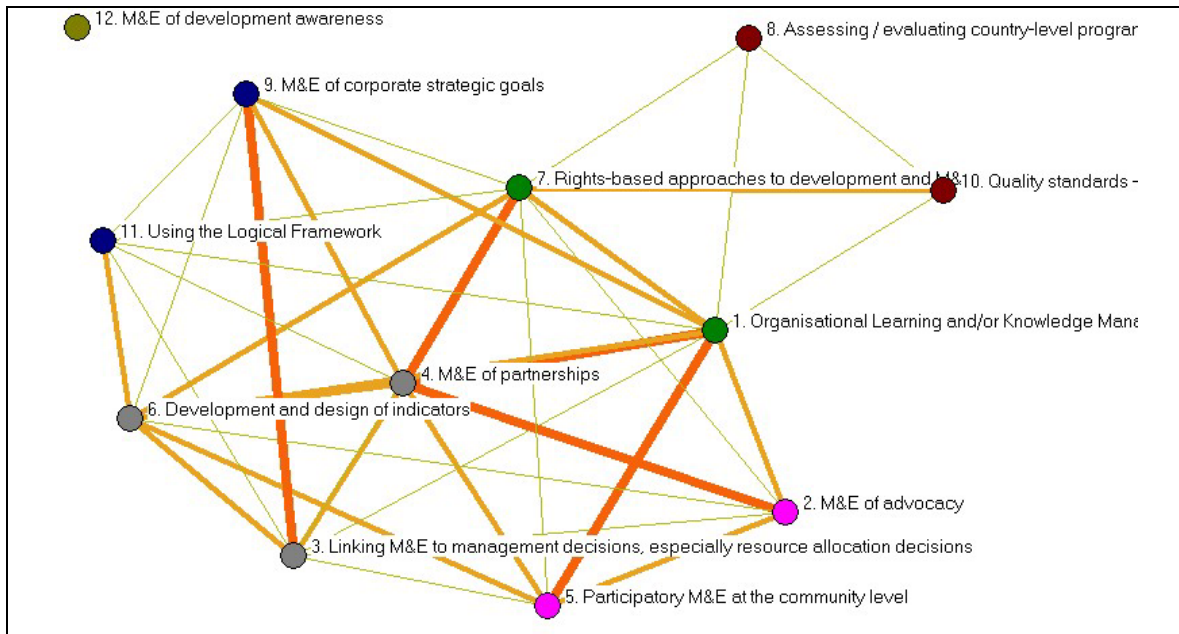 12. M&E of development awareness
8. Assessing / evaluating country-level progra
9. M&E of corporate strategic goals
7. Rights-based approaches to development and M&
10. Quality standards -
11. Using the Logical Framework
1. Organisational Learning and/or Knowledge Mana
4. M&E of partnerships
6. Development and design of indicators
2. M&E of advocacy
3. Linking M&E to management decisions, especially resource allocation decisions
5. Participatory M&E at the community level